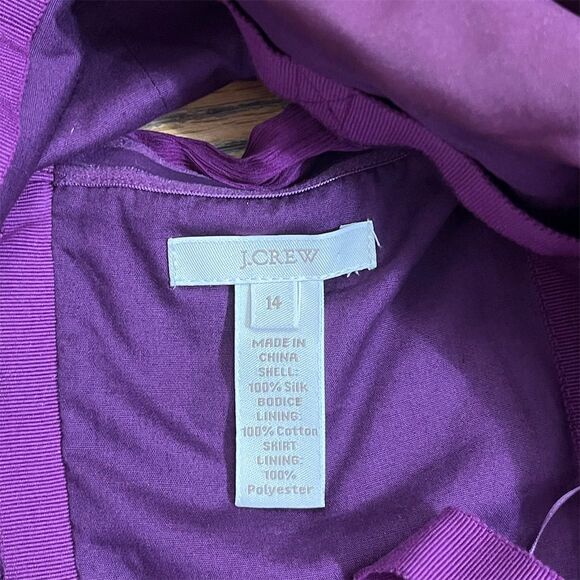 J.CREW
14
MADE IN
CHINA
SHELL:
100% Silk
BODICE
LINING:
100% Cotton
SKIRT
LINING:
100%
Polyester